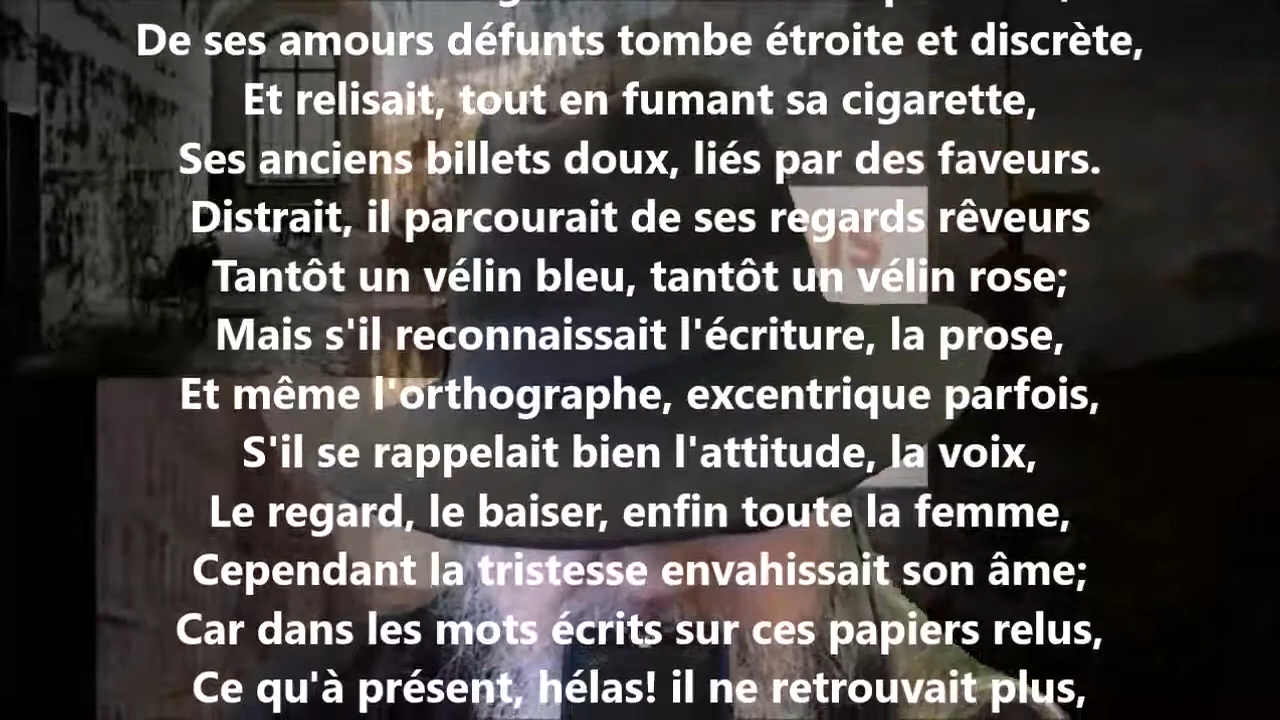 De ses amours défunts tombe étroite et discrète,
Et relisait, tout en fumant sa cigarette,
Ses anciens billets doux, liés par des faveurs.
Distrait, il parcourait de ses regards rêveurs
Tantôt un vélin bleu, tantôt un vélin rose;
Mais s'il reconnaissait l'écriture, la prose,
Et même l'orthographe, excentrique parfois,
S'il se rappelait bien l'attitude, la voix,
Le regard, le baiser, enfin toute la femme,
Cependant la tristesse envahissait son âme;
Car dans les mots écrits sur ces papiers relus,
Ce qu'à présent, hélas! il ne retrouvait plus,